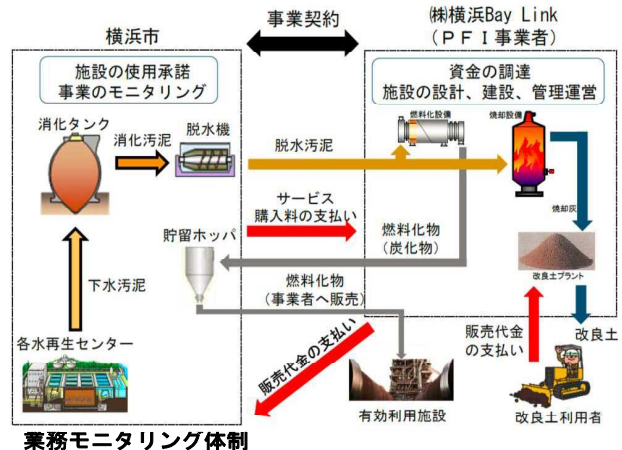 事業契約
横浜市
㈱横浜Bay Link
（ＰＦＩ事業者）
施設の使用承諾
事業のモニタリング
資金の調達
施設の設計、建設、管理運営
消化タンク
消化汚泥
脱水機
脱水汚泥
燃料化設備
焼却設備
サービス
購入料の支払い
焼却灰
貯留ホッパ
燃料化物
（炭化物）
改良土プラント
下水汚泥
燃料化物
（事業者へ販売）
各水再生センター
販売代金の支払い
販売代金
の支払い
改良土
有効利用施設
改良土利用者
業務モニタリング体制